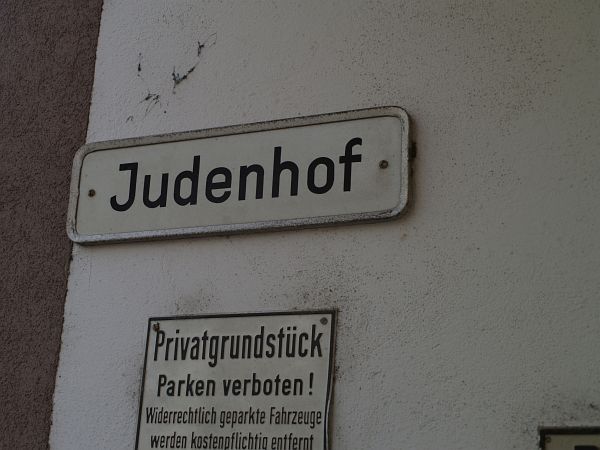 Judenhof
Privatgrundstück
Parken verboten!
Widerrechtlich geparkte Fahrzeuge
werden kostenpflichtig entfernt